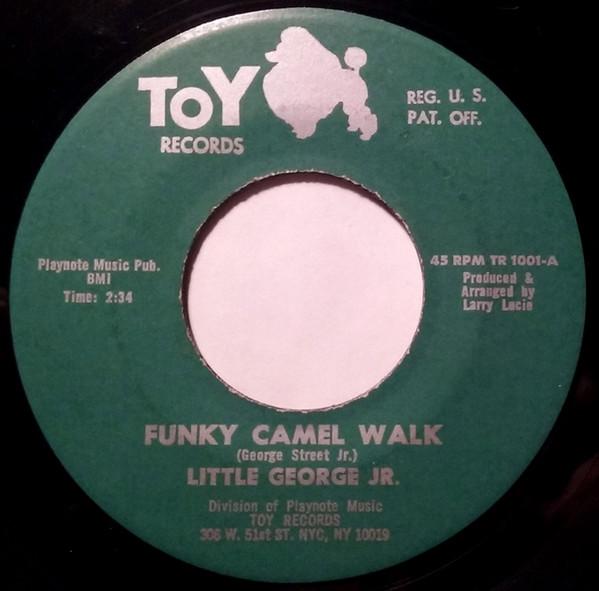 ToY
RECORDS
REG. U. S.
PAT. OFF.
Playnote Music Pub.
BMI
Time: 2:34
45 RPM TR 1001-A
Produced &
Arranged by
Larry Lucie
FUNKY CAMEL WALK
(George Street Jr.)
LITTLE GEORGE JR.
Division of Playnote Music
TOY RECORDS
306 W. 51st ST. NYC, NY 10019